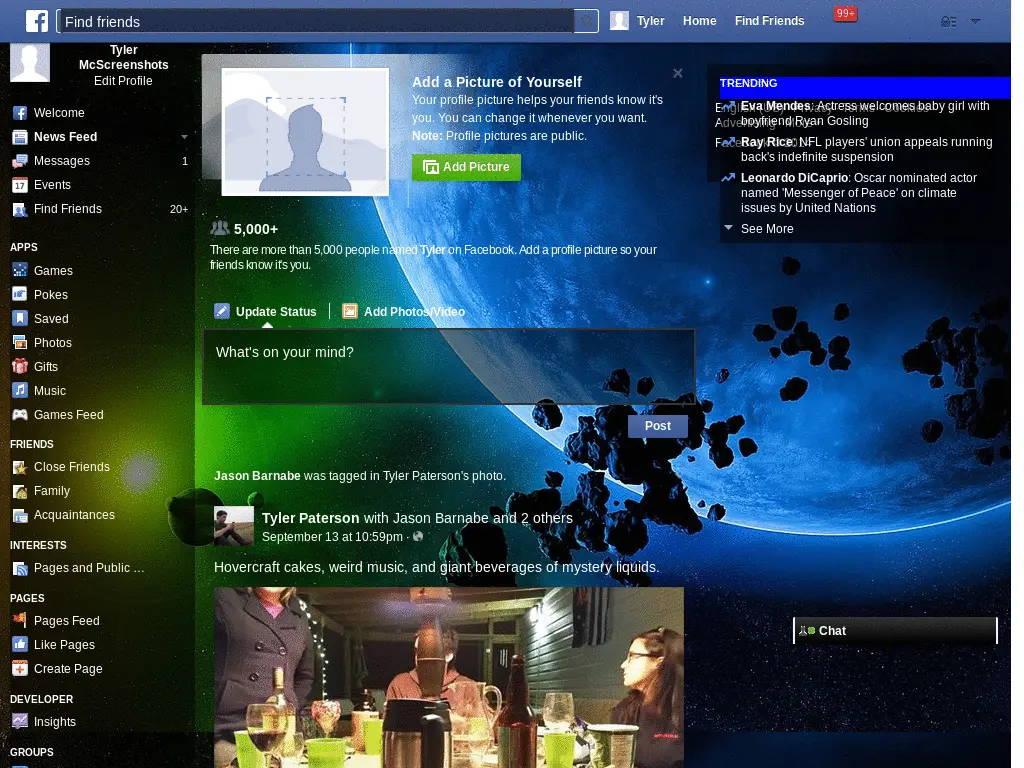 Find friends
Tyler
Home
Find Friends
99+
Tyler
McScreenshots
Edit Profile
Welcome
News Feed
Messages
1
Events
17
Find Friends
20+
APPS
Games
Pokes
Saved
Photos
Gifts
Music
Games Feed
FRIENDS
Close Friends
Family
Acquaintances
INTERESTS
Pages and Public ...
PAGES
Pages Feed
Like Pages
Create Page
DEVELOPER
Insights
GROUPS
Add a Picture of Yourself
Your profile picture helps your friends know it's
you. You can change it whenever you want.
Note: Profile pictures are public.
Add Picture
5,000+
There are more than 5,000 people named Tyler on Facebook. Add a profile picture so your
friends know it's you.
Update Status
Add Photos/Video
What's on your mind?
Post
Jason Barnabe was tagged in Tyler Paterson's photo.
Tyler Paterson with Jason Barnabe and 2 others
September 13 at 10:59pm ·
Hovercraft cakes, weird music, and giant beverages of mystery liquids.
TRENDING
Eva Mendes: Actress welcomes baby girl with
boyfriend Ryan Gosling
Ray Rice: NFL players' union appeals running
back's indefinite suspension
Leonardo DiCaprio: Oscar nominated actor
named 'Messenger of Peace' on climate
issues by United Nations
See More
Chat